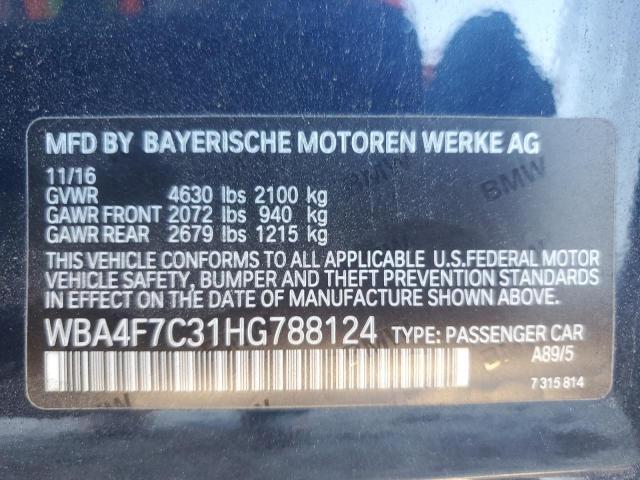 MFD BY BAYERISCHE MOTOREN WERKE AG
11/16
GVWR 4630 lbs 2100 kg
GAWR FRONT 2072 lbs 940 kg
GAWR REAR 2679 lbs 1215 kg
THIS VEHICLE CONFORMS TO ALL APPLICABLE U.S.FEDERAL MOTOR
VEHICLE SAFETY, BUMPER AND THEFT PREVENTION STANDARDS
IN EFFECT ON THE DATE OF MANUFACTURE SHOWN ABOVE.
WBA4F7C31HG788124 TYPE: PASSENGER CAR
A89/5
7 315 814
BMW